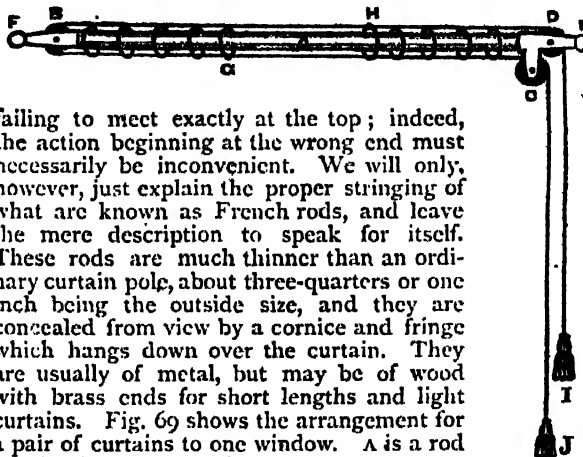 F B H D
A
G
C
failing to meet exactly at the top; indeed,
the action beginning at the wrong end must
necessarily be inconvenient. We will only,
however, just explain the proper stringing of
what are known as French rods, and leave
the mere description to speak for itself.
These rods are much thinner than an ordi-
nary curtain pole, about three-quarters or one
inch being the outside size, and they are
concealed from view by a cornice and fringe
which hangs down over the curtain. They
are usually of metal, but may be of wood
with brass ends for short lengths and light
curtains. Fig. 69 shows the arrangement for
a pair of curtains to one window. A is a rod
I
J